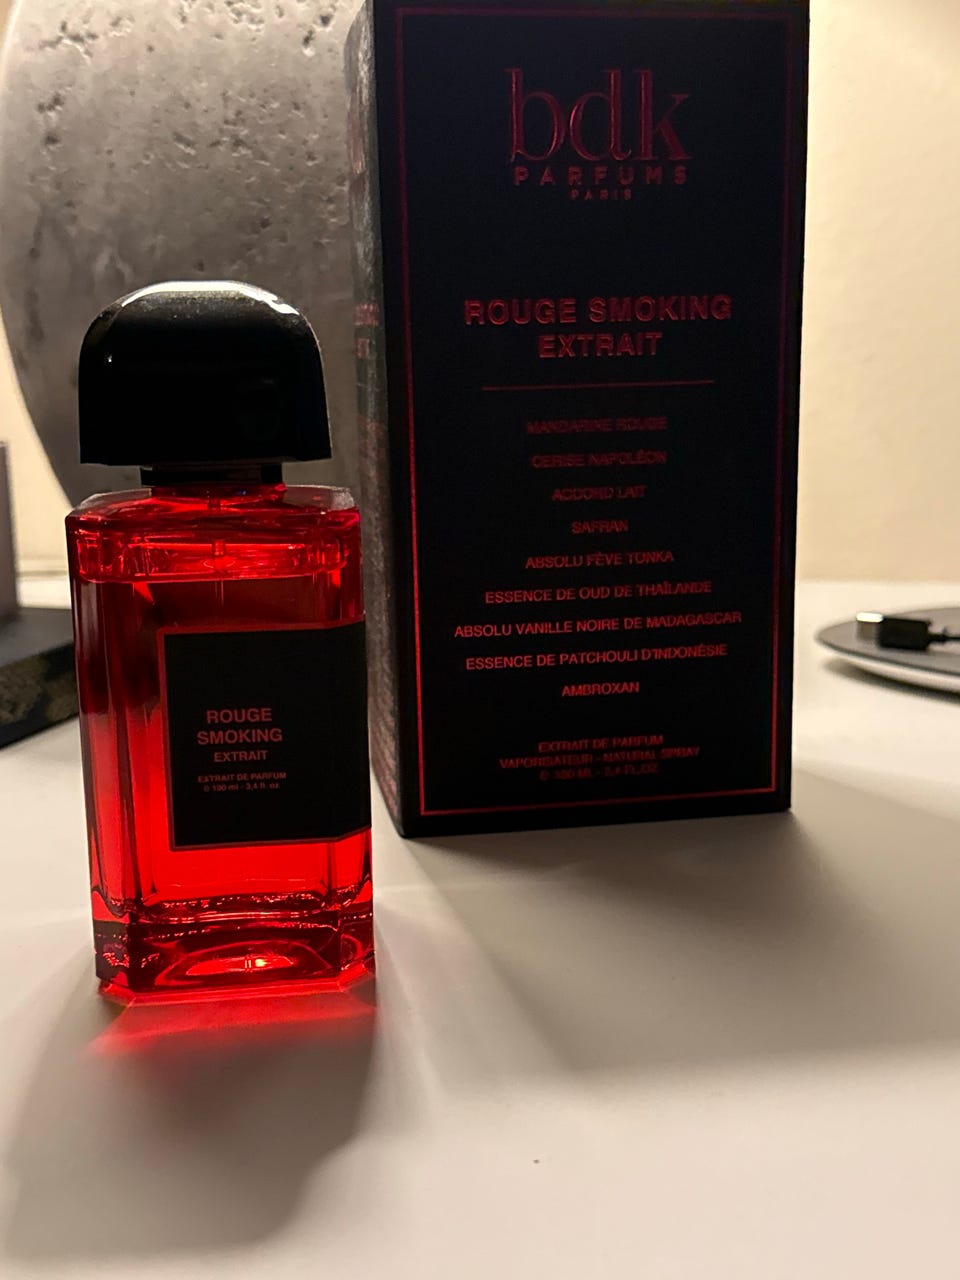 bdk
PARFUMS
PARIS
ROUGE SMOKING
EXTRAIT
MANDARINE ROUGE
CERISE NAPOLÉON
ACCORD LAIT
SAFRAN
ABSOLU FÈVE TONKA
ESSENCE DE OUD DE THAÏLANDE
ABSOLU VANILLE NOIRE DE MADAGASCAR
ESSENCE DE PATCHOULI D'INDONÉSIE
AMBROXAN
EXTRAIT DE PARFUM
VAPORISATEUR - NATURAL SPRAY
e 100 ML - 3,4 FL.OZ
ROUGE
SMOKING
EXTRAIT
EXTRAIT DE PARFUM
e 100 ml - 3,4 fl. oz